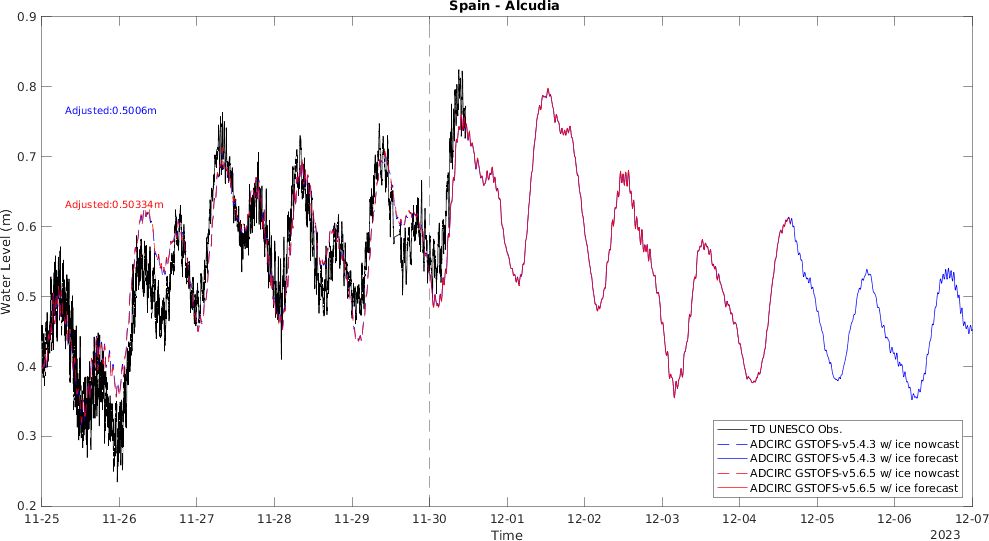 Spain - Alcudia
0.9
0.8
0.7
0.6
0.5
0.4
0.3
0.2
Water Level (m)
Adjusted:0.5006m
Adjusted:0.50334m
TD UNESCO Obs.
ADCIRC GSTOFS-v5.4.3 w/ ice nowcast
ADCIRC GSTOFS-v5.4.3 w/ ice forecast
ADCIRC GSTOFS-v5.6.5 w/ ice nowcast
ADCIRC GSTOFS-v5.6.5 w/ ice forecast
11-25 11-26 11-27 11-28 11-29 11-30 12-01 12-02 12-03 12-04 12-05 12-06 12-07
Time
2023